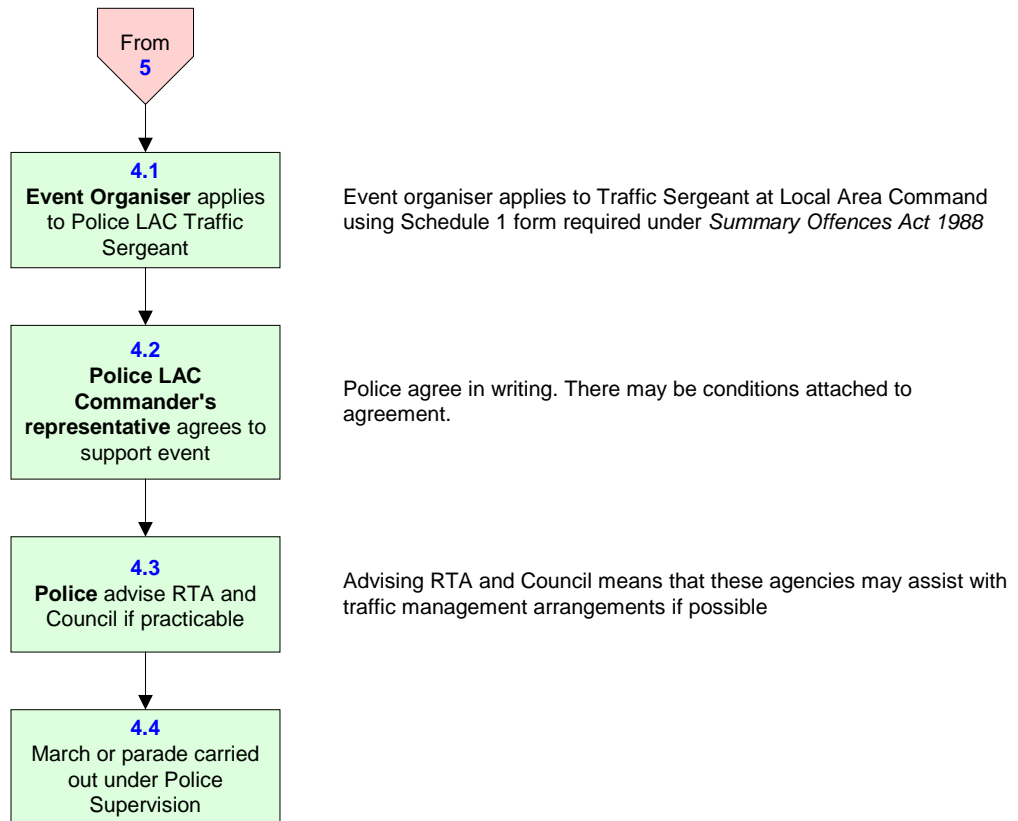 From
5
4.1
Event Organiser applies
to Police LAC Traffic
Sergeant
Event organiser applies to Traffic Sergeant at Local Area Command
using Schedule 1 form required under Summary Offences Act 1988
4.2
Police LAC
Commander's
representative agrees to
support event
Police agree in writing. There may be conditions attached to
agreement.
4.3
Police advise RTA and
Council if practicable
Advising RTA and Council means that these agencies may assist with
traffic management arrangements if possible
4.4
March or parade carried
out under Police
Supervision